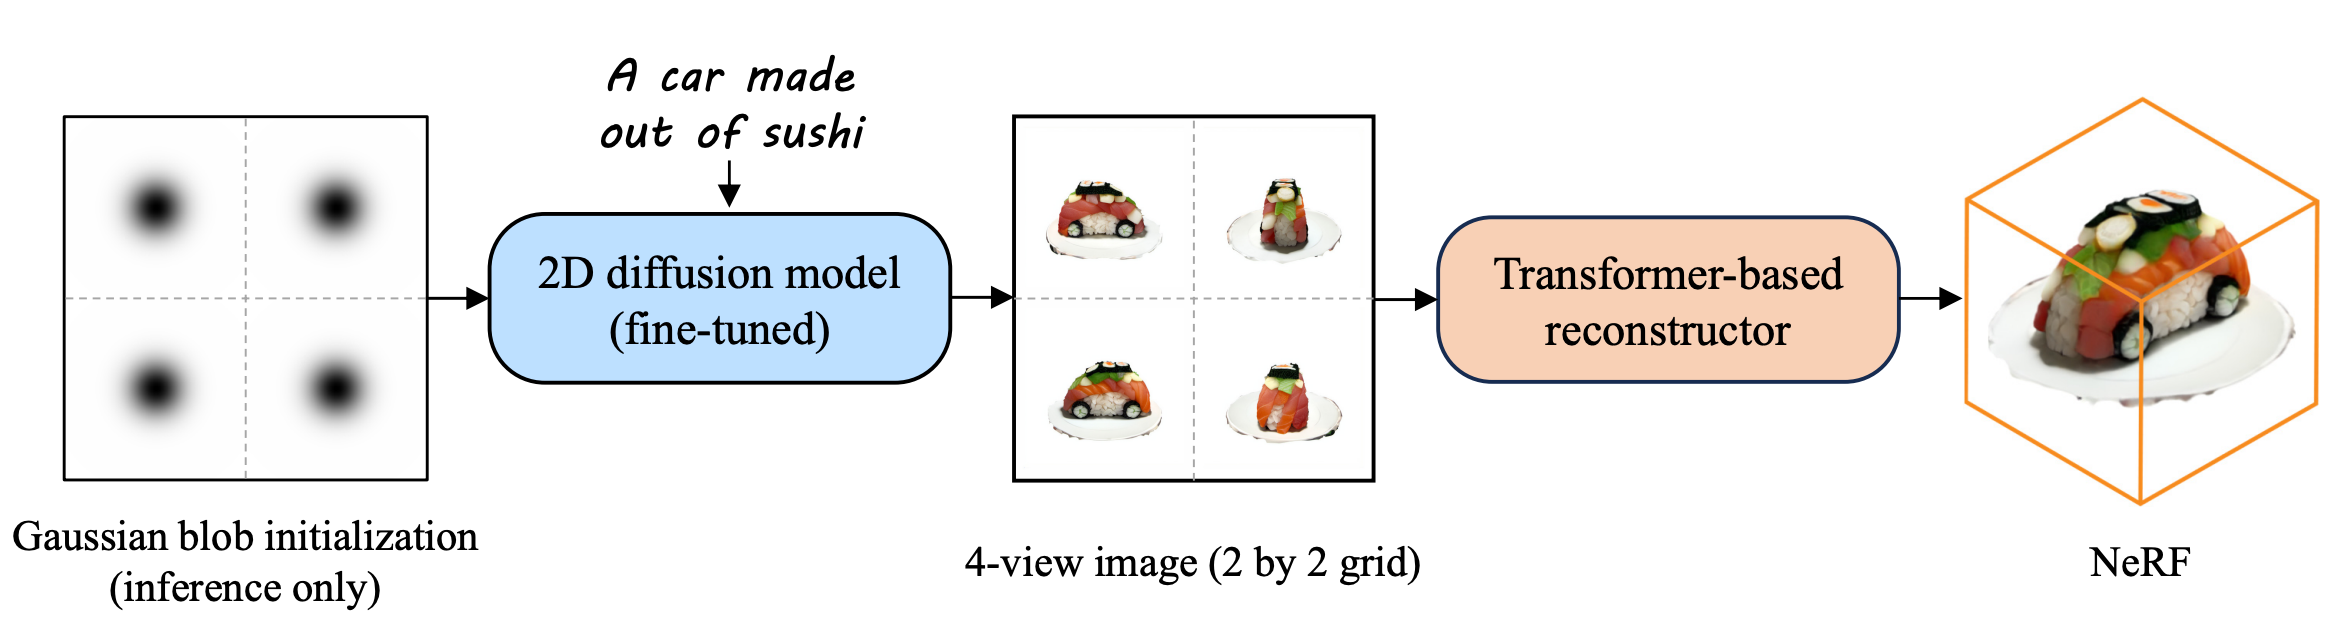 A car made
out of sushi
2D diffusion model
(fine-tuned)
Transformer-based
reconstructor
Gaussian blob initialization
(inference only)
4-view image (2 by 2 grid)
NeRF